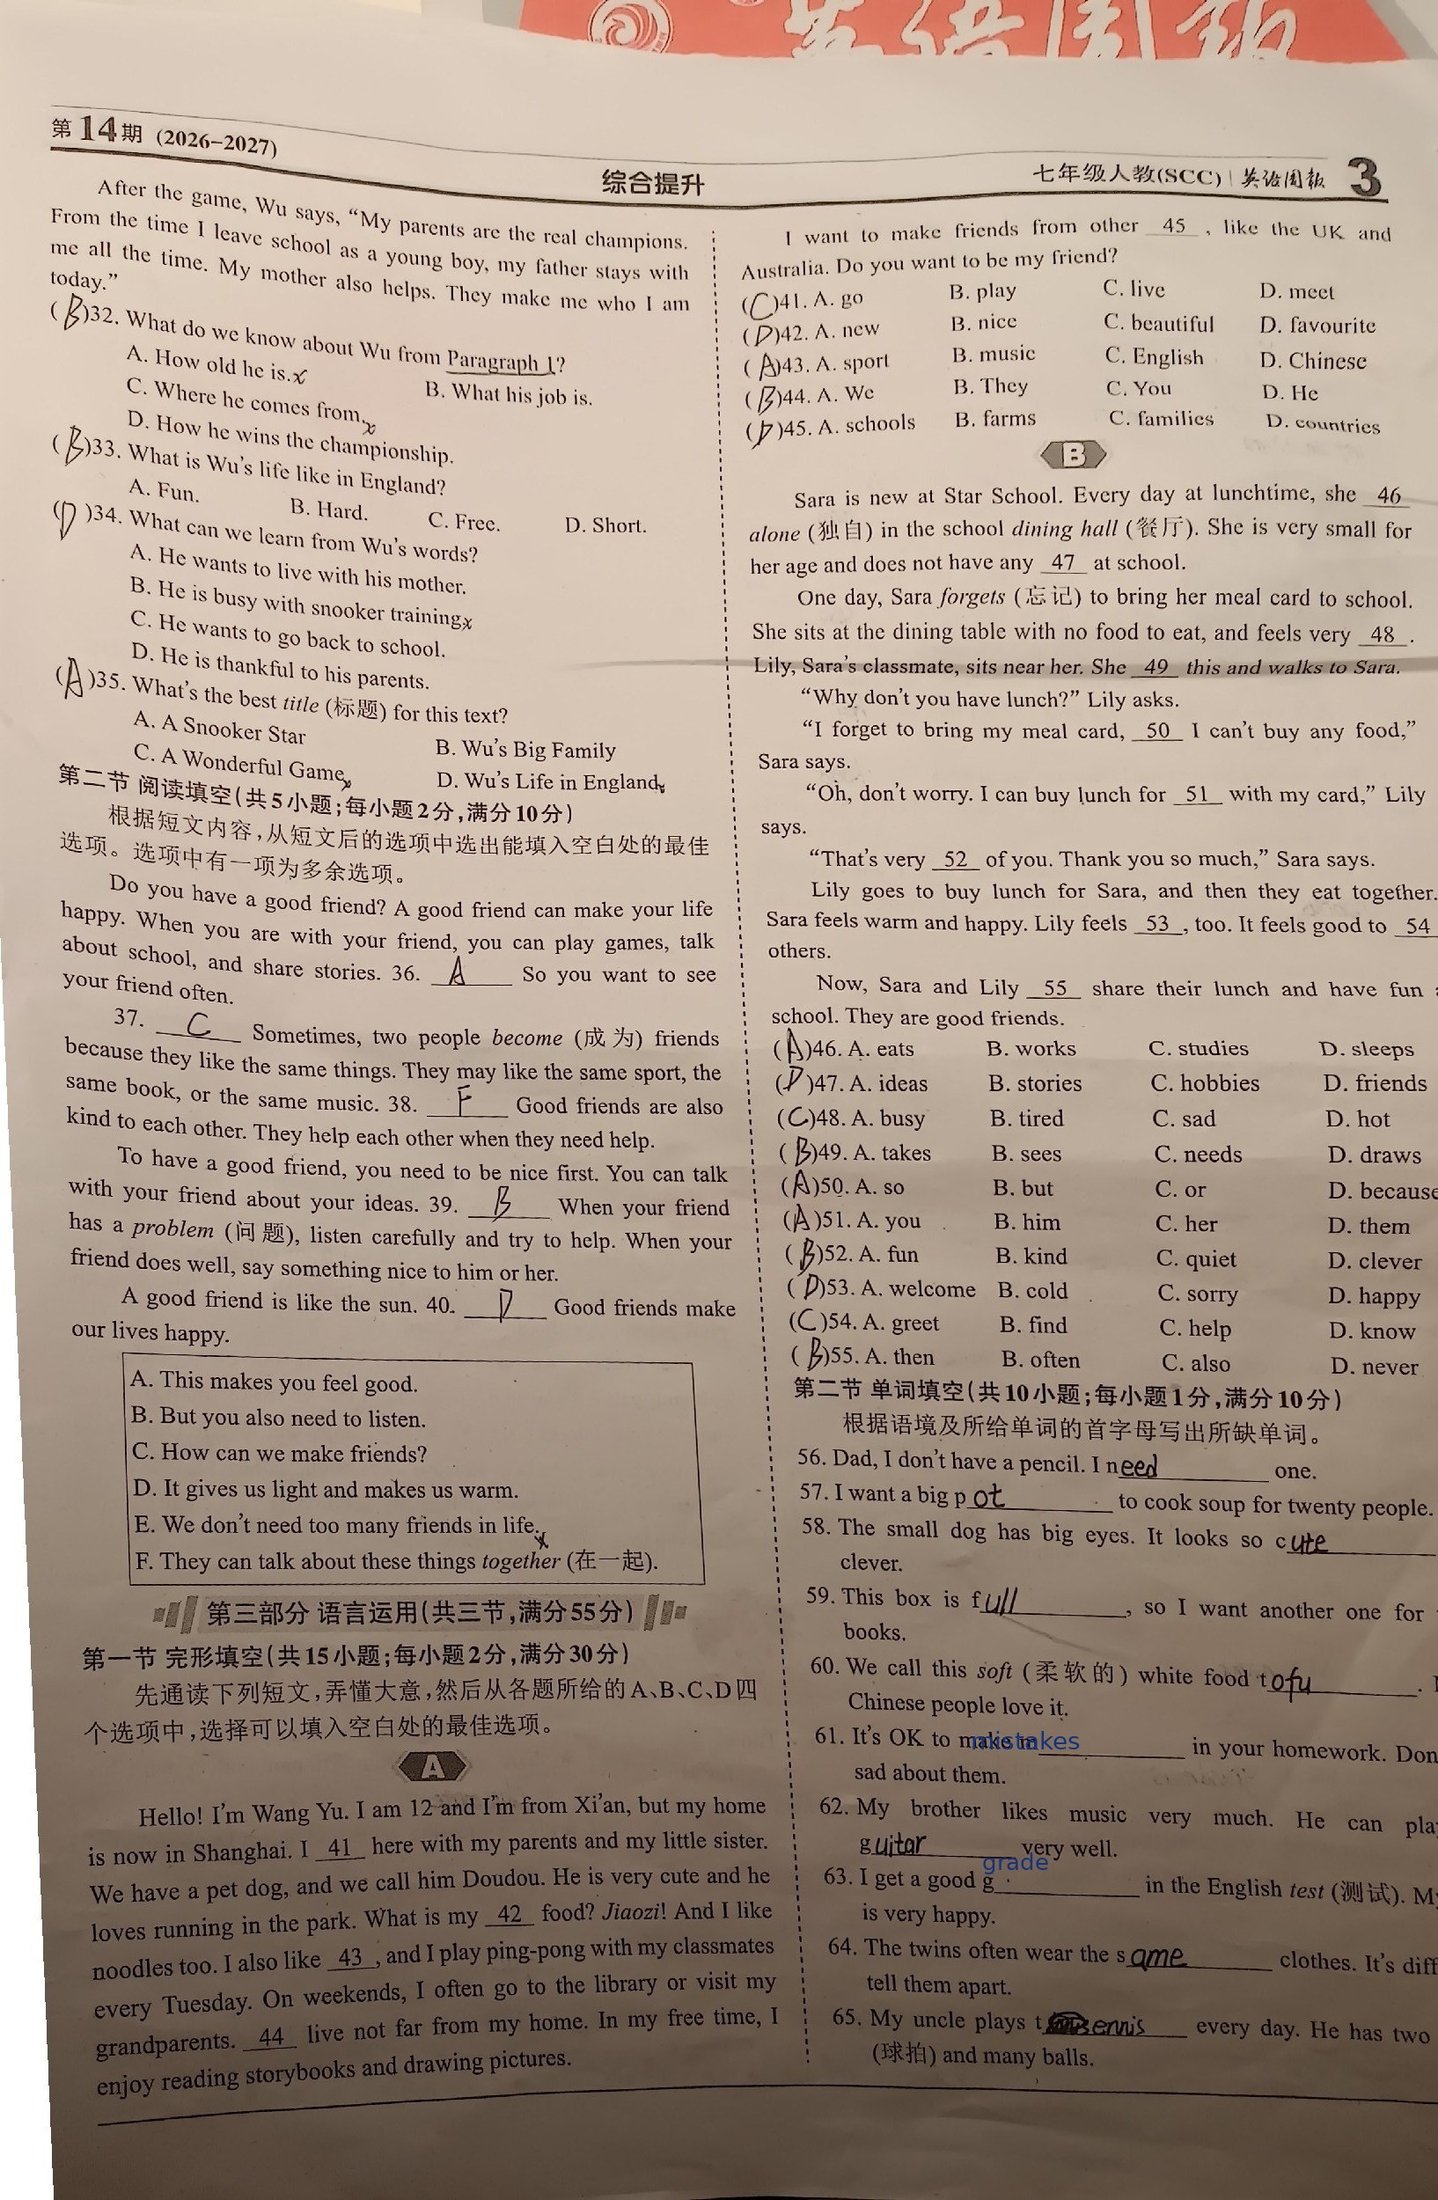 英语周报
第14期 (2026-2027)
综合提升
七年级人教(SCC) | 英语周报 3
After the game, Wu says, “My parents are the real champions.
From the time I leave school as a young boy, my father stays with
me all the time. My mother also helps. They make me who I am
today.”
(B)32. What do we know about Wu from Paragraph 1?
A. How old he is.x
B. What his job is.
C. Where he comes from.x
D. How he wins the championship.
(B)33. What is Wu’s life like in England?
A. Fun. B. Hard. C. Free. D. Short.
(D)34. What can we learn from Wu’s words?
A. He wants to live with his mother.
B. He is busy with snooker training.x
C. He wants to go back to school.
D. He is thankful to his parents.
(A)35. What’s the best title (标题) for this text?
A. A Snooker Star B. Wu’s Big Family
C. A Wonderful Game x D. Wu’s Life in England x
第二节 阅读填空(共5小题;每小题2分,满分10分)
根据短文内容,从短文后的选项中选出能填入空白处的最佳
选项。选项中有一项为多余选项。
Do you have a good friend? A good friend can make your life
happy. When you are with your friend, you can play games, talk
about school, and share stories. 36. A So you want to see
your friend often.
37. C Sometimes, two people become (成为) friends
because they like the same things. They may like the same sport, the
same book, or the same music. 38. F Good friends are also
kind to each other. They help each other when they need help.
To have a good friend, you need to be nice first. You can talk
with your friend about your ideas. 39. B When your friend
has a problem (问题), listen carefully and try to help. When your
friend does well, say something nice to him or her.
A good friend is like the sun. 40. D Good friends make
our lives happy.
A. This makes you feel good.
B. But you also need to listen.
C. How can we make friends?
D. It gives us light and makes us warm.
E. We don’t need too many friends in life.x
F. They can talk about these things together (在一起).
第三部分 语言运用(共三节,满分55分)
第一节 完形填空(共15小题;每小题2分,满分30分)
先通读下列短文,弄懂大意,然后从各题所给的A、B、C、D四
个选项中,选择可以填入空白处的最佳选项。
A
Hello! I’m Wang Yu. I am 12 and I’m from Xi’an, but my home
is now in Shanghai. I 41 here with my parents and my little sister.
We have a pet dog, and we call him Doudou. He is very cute and he
loves running in the park. What is my 42 food? Jiaozi! And I like
noodles too. I also like 43 , and I play ping-pong with my classmates
every Tuesday. On weekends, I often go to the library or visit my
grandparents. 44 live not far from my home. In my free time, I
enjoy reading storybooks and drawing pictures.
I want to make friends from other 45 , like the UK and
Australia. Do you want to be my friend?
(C)41. A. go B. play C. live D. meet
(D)42. A. new B. nice C. beautiful D. favourite
(A)43. A. sport B. music C. English D. Chinese
(B)44. A. We B. They C. You D. He
(D)45. A. schools B. farms C. families D. countries
B
Sara is new at Star School. Every day at lunchtime, she 46
alone (独自) in the school dining hall (餐厅). She is very small for
her age and does not have any 47 at school.
One day, Sara forgets (忘记) to bring her meal card to school.
She sits at the dining table with no food to eat, and feels very 48 .
Lily, Sara’s classmate, sits near her. She 49 this and walks to Sara.
“Why don’t you have lunch?” Lily asks.
“I forget to bring my meal card, 50 I can’t buy any food,”
Sara says.
“Oh, don’t worry. I can buy lunch for 51 with my card,” Lily
says.
“That’s very 52 of you. Thank you so much,” Sara says.
Lily goes to buy lunch for Sara, and then they eat together.
Sara feels warm and happy. Lily feels 53 , too. It feels good to 54
others.
Now, Sara and Lily 55 share their lunch and have fun
school. They are good friends.
(A)46. A. eats B. works C. studies D. sleeps
(D)47. A. ideas B. stories C. hobbies D. friends
(C)48. A. busy B. tired C. sad D. hot
(B)49. A. takes B. sees C. needs D. draws
(A)50. A. so B. but C. or D. because
(A)51. A. you B. him C. her D. them
(B)52. A. fun B. kind C. quiet D. clever
(D)53. A. welcome B. cold C. sorry D. happy
(C)54. A. greet B. find C. help D. know
(B)55. A. then B. often C. also D. never
第二节 单词填空(共10小题;每小题1分,满分10分)
根据语境及所给单词的首字母写出所缺单词。
56. Dad, I don’t have a pencil. I need one.
57. I want a big pot to cook soup for twenty people.
58. The small dog has big eyes. It looks so cute
clever.
59. This box is full , so I want another one for
books.
60. We call this soft (柔软的) white food tofu .
Chinese people love it.
61. It’s OK to make m mistakes in your homework. Don
sad about them.
62. My brother likes music very much. He can pla
guitar very well.
63. I get a good g grade in the English test (测试). M
is very happy.
64. The twins often wear the same clothes. It’s diff
tell them apart.
65. My uncle plays tennis every day. He has two
(球拍) and many balls.